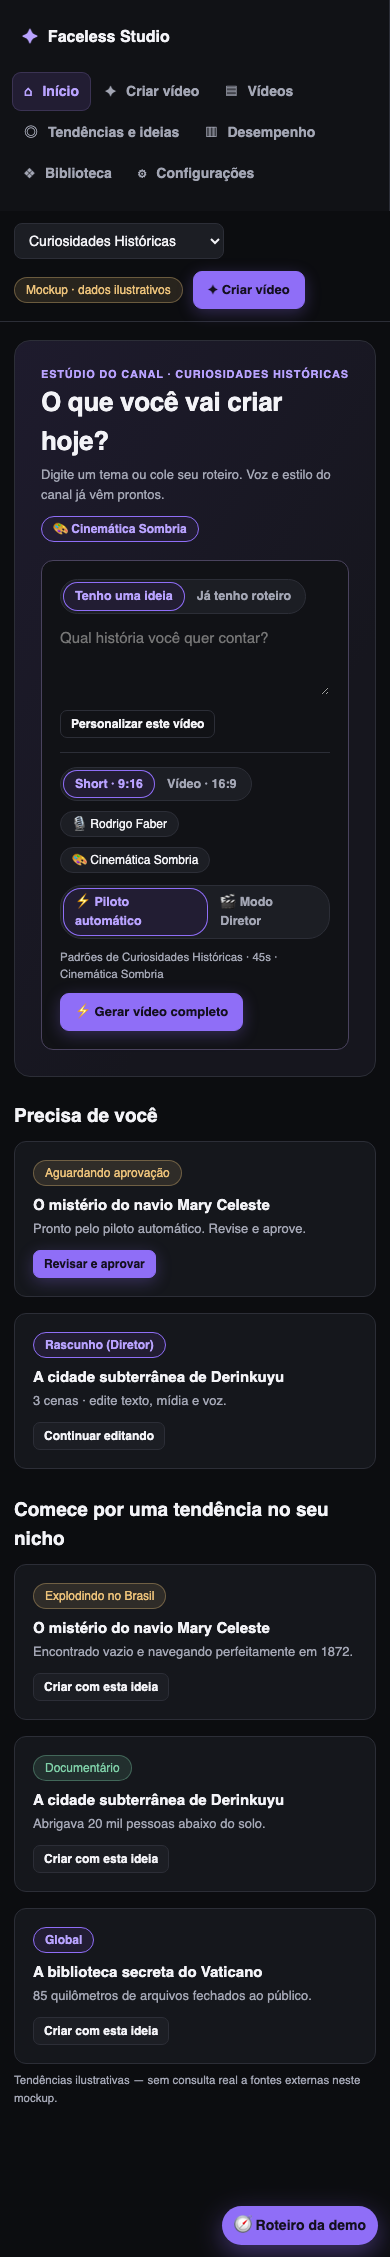 Faceless Studio
Início
Criar vídeo
Vídeos
Tendências e ideias
Desempenho
Biblioteca
Configurações
Curiosidades Históricas
Mockup · dados ilustrativos
✦ Criar vídeo
ESTÚDIO DO CANAL · CURIOSIDADES HISTÓRICAS
O que você vai criar
hoje?
Digite um tema ou cole seu roteiro. Voz e estilo do
canal já vêm prontos.
🎨 Cinemática Sombria
Tenho uma ideia
Já tenho roteiro
Qual história você quer contar?
Personalizar este vídeo
Short · 9:16
Vídeo · 16:9
🎙️ Rodrigo Faber
🎨 Cinemática Sombria
⚡ Piloto
automático
🎬 Modo
Diretor
Padrões de Curiosidades Históricas · 45s ·
Cinemática Sombria
⚡ Gerar vídeo completo
Precisa de você
Aguardando aprovação
O mistério do navio Mary Celeste
Pronto pelo piloto automático. Revise e aprove.
Revisar e aprovar
Rascunho (Diretor)
A cidade subterrânea de Derinkuyu
3 cenas · edite texto, mídia e voz.
Continuar editando
Comece por uma tendência no seu
nicho
Explodindo no Brasil
O mistério do navio Mary Celeste
Encontrado vazio e navegando perfeitamente em 1872.
Criar com esta ideia
Documentário
A cidade subterrânea de Derinkuyu
Abrigava 20 mil pessoas abaixo do solo.
Criar com esta ideia
Global
A biblioteca secreta do Vaticano
85 quilômetros de arquivos fechados ao público.
Criar com esta ideia
Tendências ilustrativas — sem consulta real a fontes externas neste
mockup.
🧭 Roteiro da demo